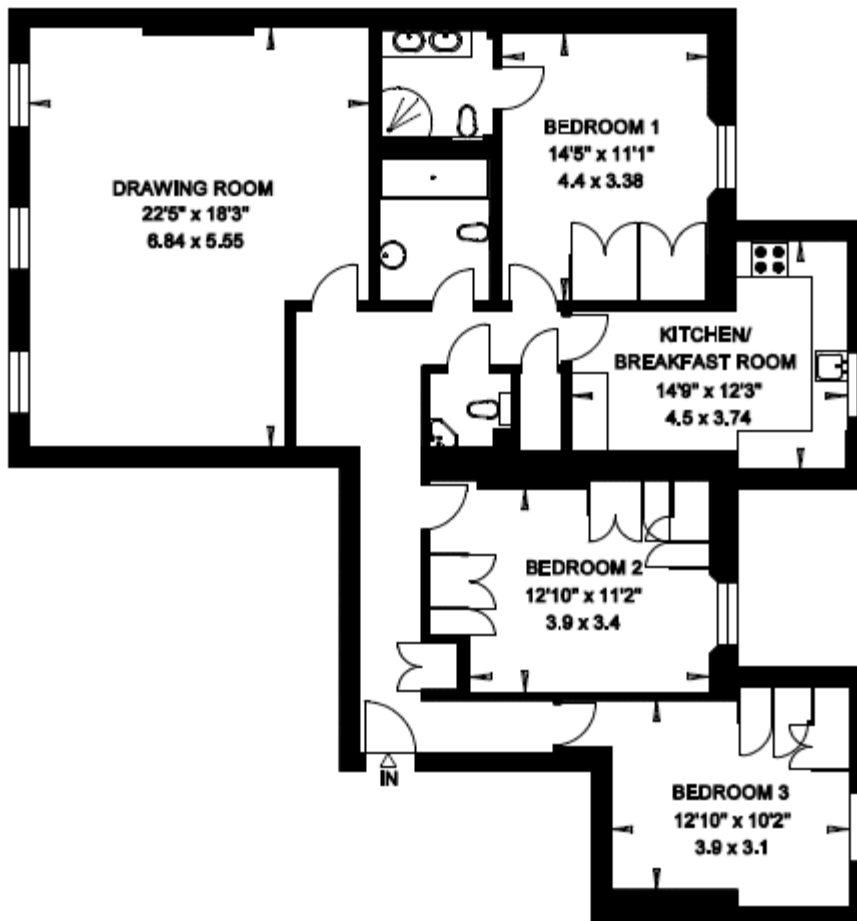 DRAWING ROOM
22'5" x 18'3"
6.84 x 5.55
BEDROOM 1
14'5" x 11'1"
4.4 x 3.38
KITCHEN/
BREAKFAST ROOM
14'9" x 12'3"
4.5 x 3.74
BEDROOM 2
12'10" x 11'2"
3.9 x 3.4
IN
BEDROOM 3
12'10" x 10'2"
3.9 x 3.1